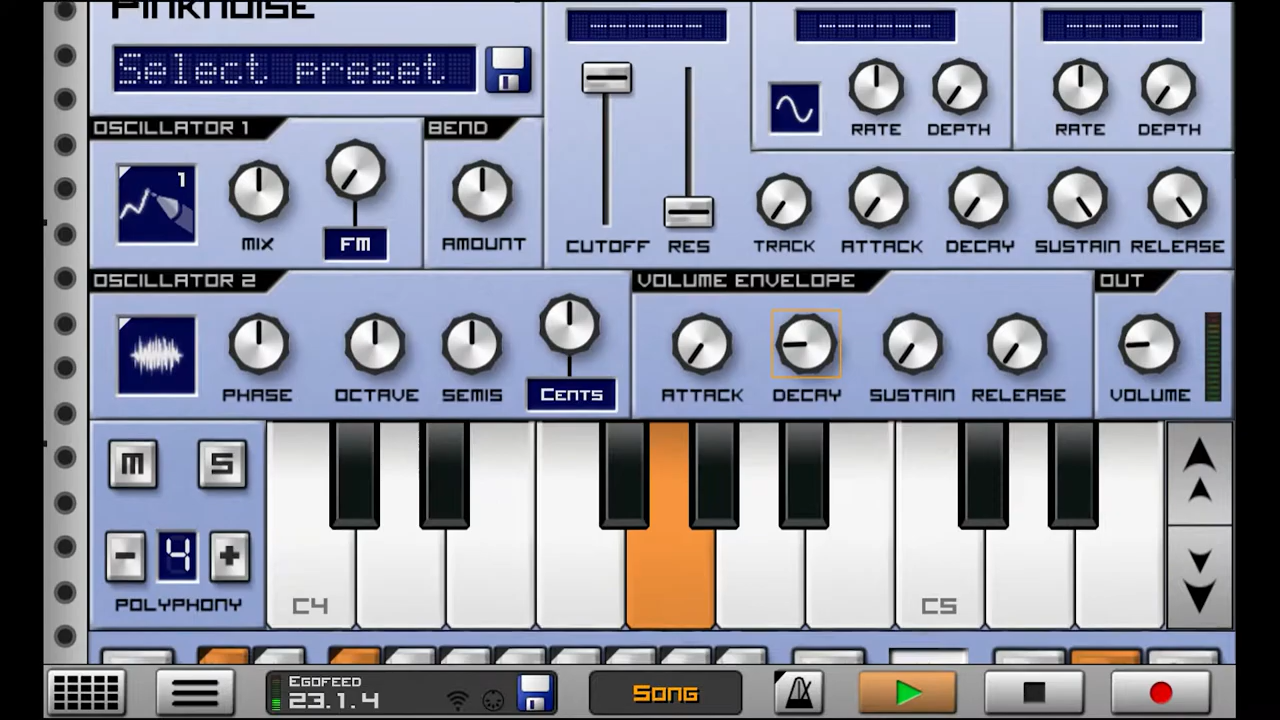 PINKNOISE
Select preset
RATE DEPTH
RATE DEPTH
OSCILLATOR 1
BEND
1
MIX
FM
AMOUNT
CUTOFF RES
TRACK ATTACK DECAY SUSTAIN RELEASE
OSCILLATOR 2
VOLUME ENVELOPE
OUT
PHASE OCTAVE SEMIS Cents
ATTACK DECAY SUSTAIN RELEASE
VOLUME
M S
- 4 +
POLYPHONY
C4 C5
EGOFEED
23.1.4
SONG